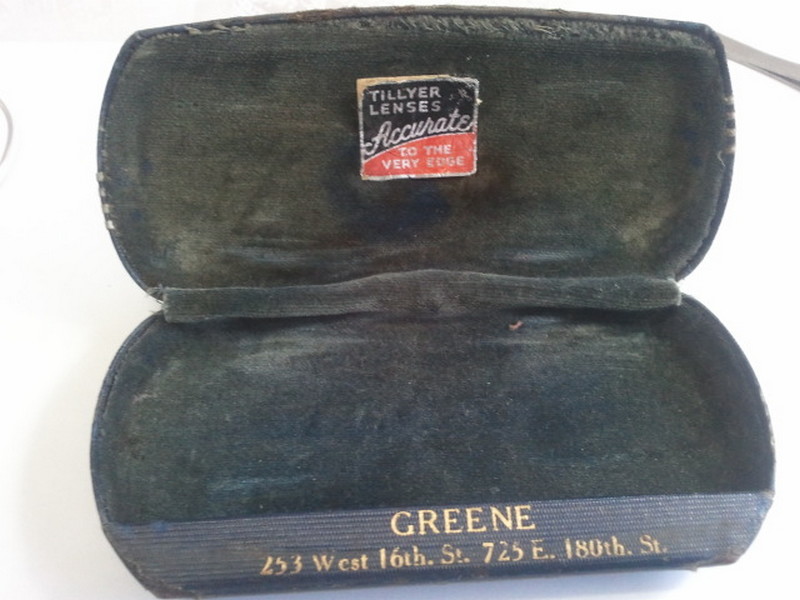 TILLYER
LENSES
Accurate
TO THE
VERY EDGE
GREENE
253 West 16th. St. 725 E. 180th. St.